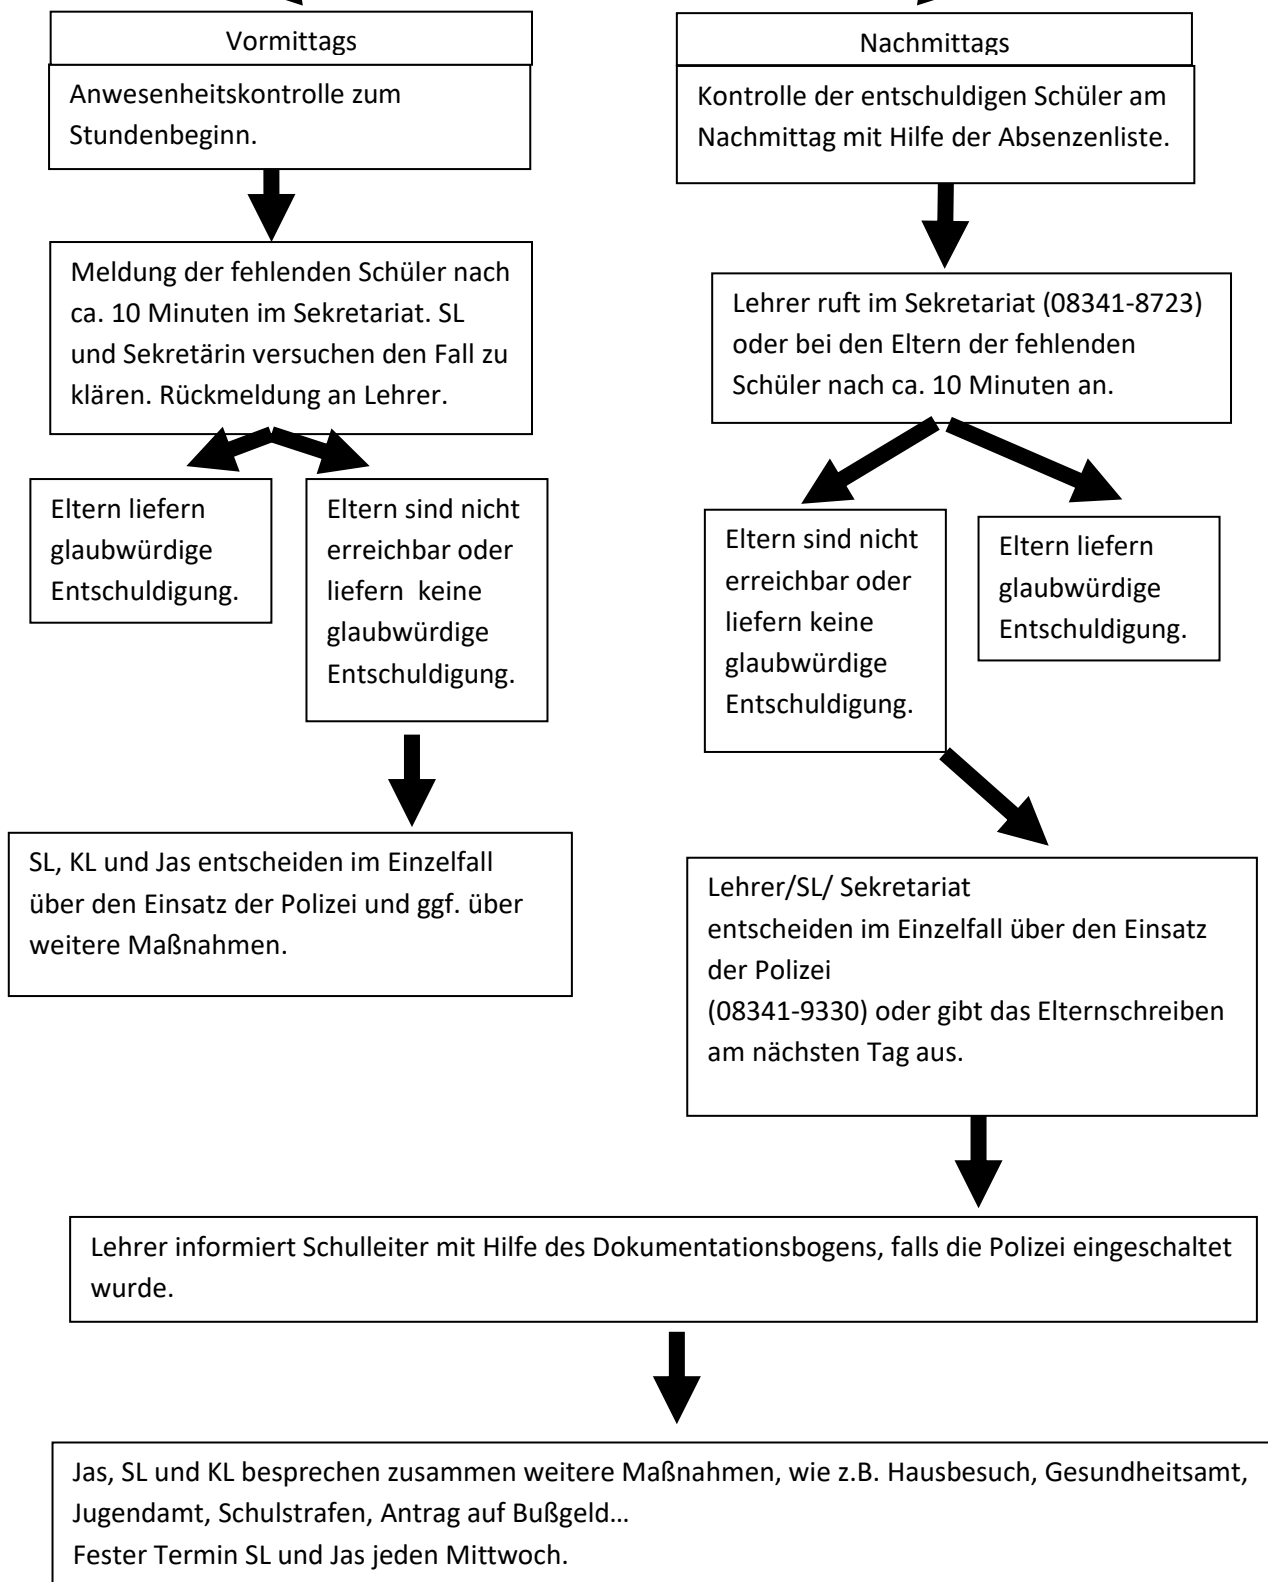 Vormittags
Anwesenheitskontrolle zum
Stundenbeginn.
Meldung der fehlenden Schüler nach
ca. 10 Minuten im Sekretariat. SL
und Sekretärin versuchen den Fall zu
klären. Rückmeldung an Lehrer.
Eltern liefern
glaubwürdige
Entschuldigung.
Eltern sind nicht
erreichbar oder
liefern  keine
glaubwürdige
Entschuldigung.
SL, KL und Jas entscheiden im Einzelfall
über den Einsatz der Polizei und ggf. über
weitere Maßnahmen.
Nachmittags
Kontrolle der entschuldigen Schüler am
Nachmittag mit Hilfe der Absenzenliste.
Lehrer ruft im Sekretariat (08341-8723)
oder bei den Eltern der fehlenden
Schüler nach ca. 10 Minuten an.
Eltern sind nicht
erreichbar oder
liefern keine
glaubwürdige
Entschuldigung.
Eltern liefern
glaubwürdige
Entschuldigung.
Lehrer/SL/ Sekretariat
entscheiden im Einzelfall über den Einsatz
der Polizei
(08341-9330) oder gibt das Elternschreiben
am nächsten Tag aus.
Lehrer informiert Schulleiter mit Hilfe des Dokumentationsbogens, falls die Polizei eingeschaltet
wurde.
Jas, SL und KL besprechen zusammen weitere Maßnahmen, wie z.B. Hausbesuch, Gesundheitsamt,
Jugendamt, Schulstrafen, Antrag auf Bußgeld…
Fester Termin SL und Jas jeden Mittwoch.